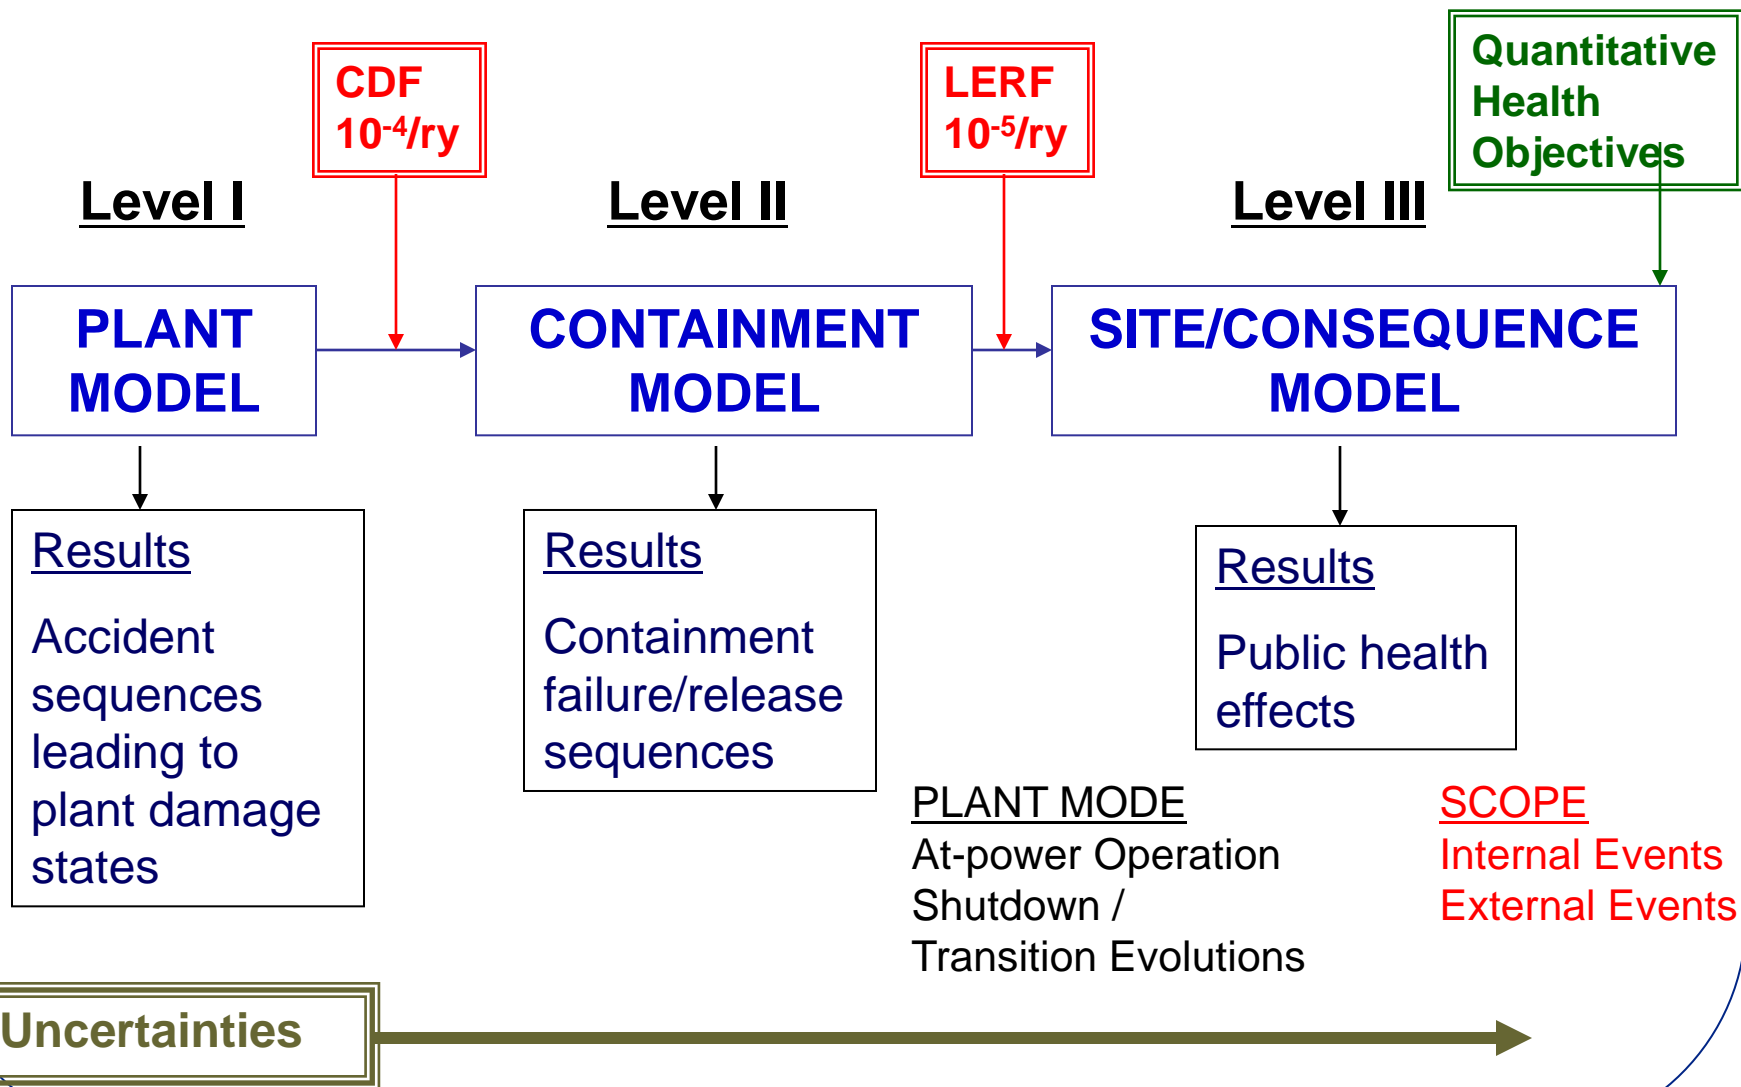 CDF
10⁻⁴/ry
LERF
10⁻⁵/ry
Quantitative
Health
Objectives
Level I
Level II
Level III
PLANT
MODEL
CONTAINMENT
MODEL
SITE/CONSEQUENCE
MODEL
Results
Accident
sequences
leading to
plant damage
states
Results
Containment
failure/release
sequences
Results
Public health
effects
PLANT MODE
At-power Operation
Shutdown /
Transition Evolutions
SCOPE
Internal Events
External Events
Uncertainties